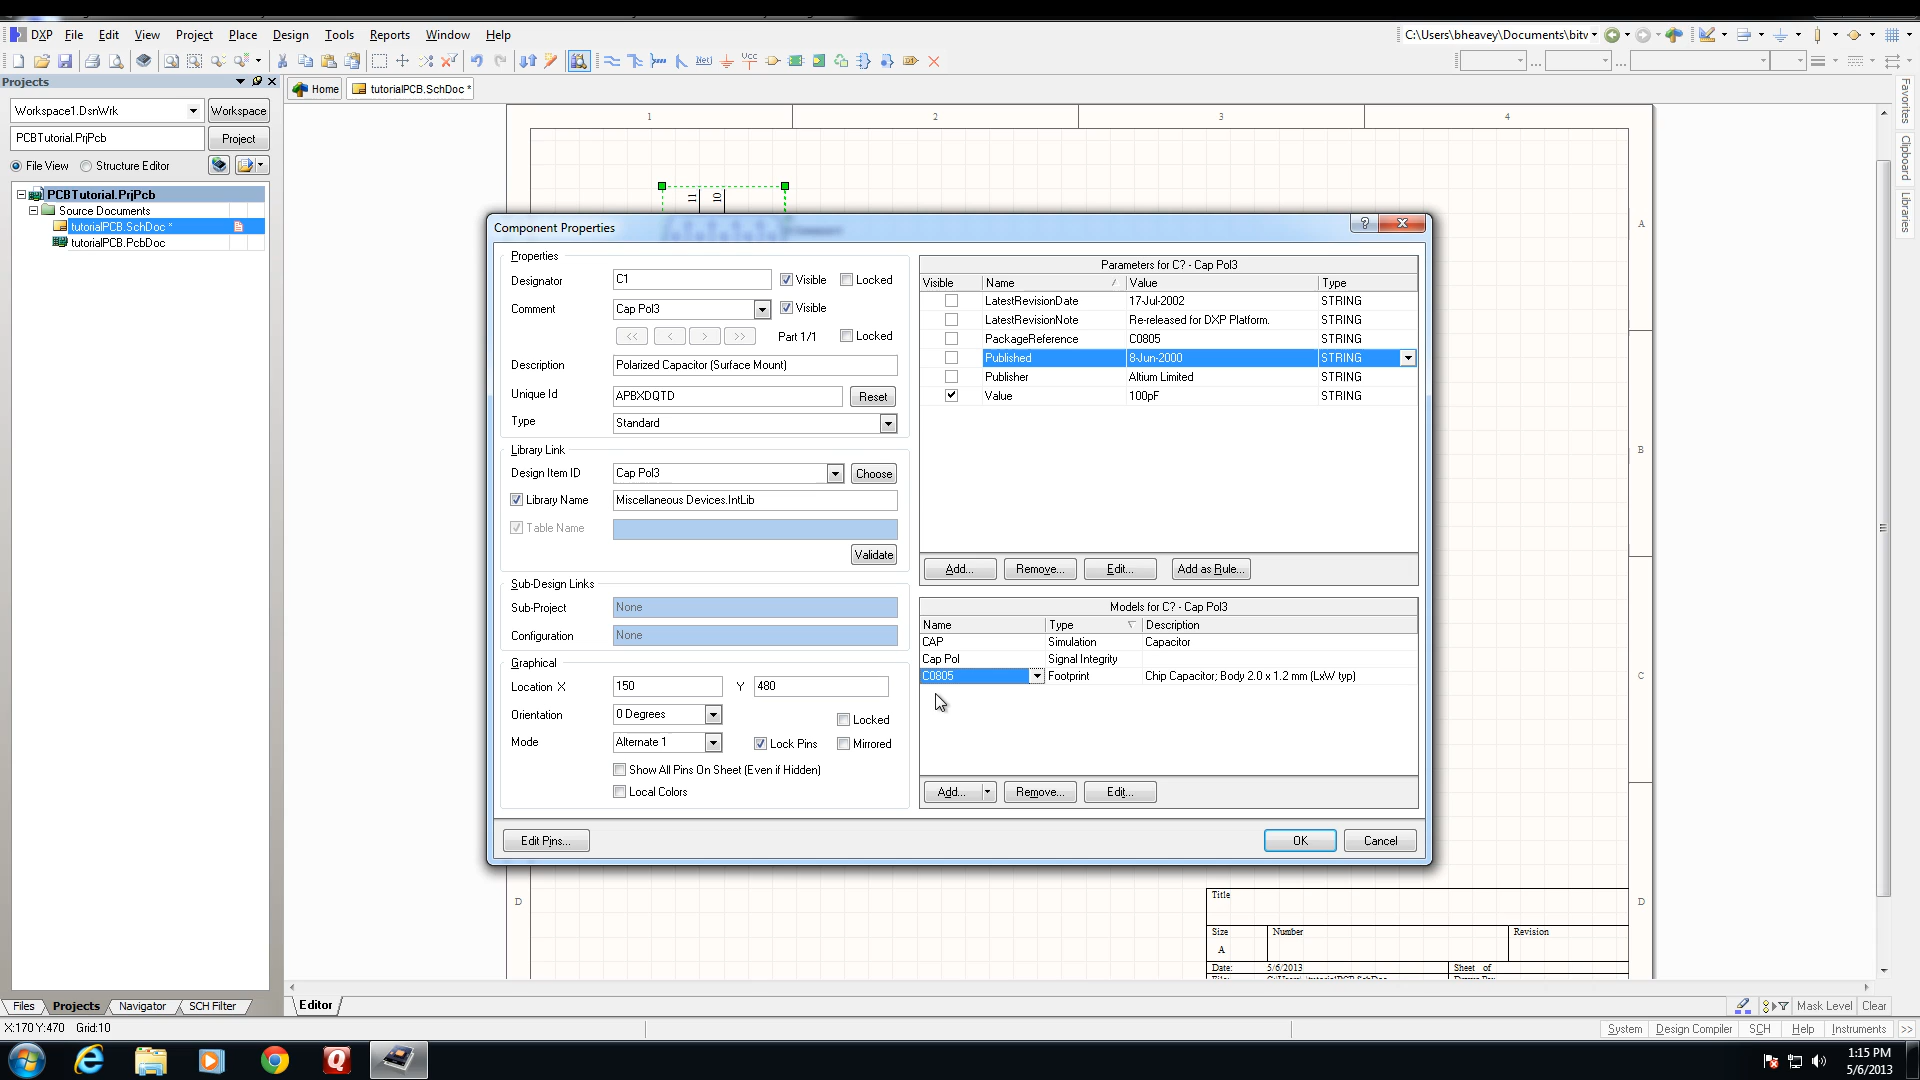 DXP File Edit View Project Place Design Tools Reports Window Help
C:\Users\bheavey\Documents\bitv
Net
Vcc
Projects
Home
tutorialPCB.SchDoc *
Workspace1.DsnWrk
Workspace
PCBTutorial.PrjPcb
Project
File View
Structure Editor
PCBTutorial.PrjPcb
Source Documents
tutorialPCB.SchDoc *
tutorialPCB.PcbDoc
Favorites
Clipboard
Libraries
1 2 3 4
11 10
A
B
C
D D
Component Properties
Properties
Designator C1 Visible Locked
Comment Cap Pol3 Visible
<< < > >> Part 1/1 Locked
Description Polarized Capacitor (Surface Mount)
Unique Id APBXDQTD Reset
Type Standard
Library Link
Design Item ID Cap Pol3 Choose
Library Name Miscellaneous Devices.IntLib
Table Name
Validate
Sub-Design Links
Sub-Project None
Configuration None
Graphical
Location X 150 Y 480
Orientation 0 Degrees Locked
Mode Alternate 1 Lock Pins Mirrored
Show All Pins On Sheet (Even if Hidden)
Local Colors
Parameters for C? - Cap Pol3
Visible Name Value Type
LatestRevisionDate 17-Jul-2002 STRING
LatestRevisionNote Re-released for DXP Platform. STRING
PackageReference C0805 STRING
Published 8-Jun-2000 STRING
Publisher Altium Limited STRING
Value 100pF STRING
Add... Remove... Edit... Add as Rule...
Models for C? - Cap Pol3
Name Type Description
CAP Simulation Capacitor
Cap Pol Signal Integrity
C0805 Footprint Chip Capacitor; Body 2.0 x 1.2 mm (LxW typ)
Add... Remove... Edit...
Edit Pins... OK Cancel
Title
Size Number Revision
A
Date: 5/6/2013 Sheet of
Files Projects Navigator SCH Filter
Editor
Mask Level Clear
X:170 Y:470 Grid:10
System Design Compiler SCH Help Instruments >>
1:15 PM
5/6/2013